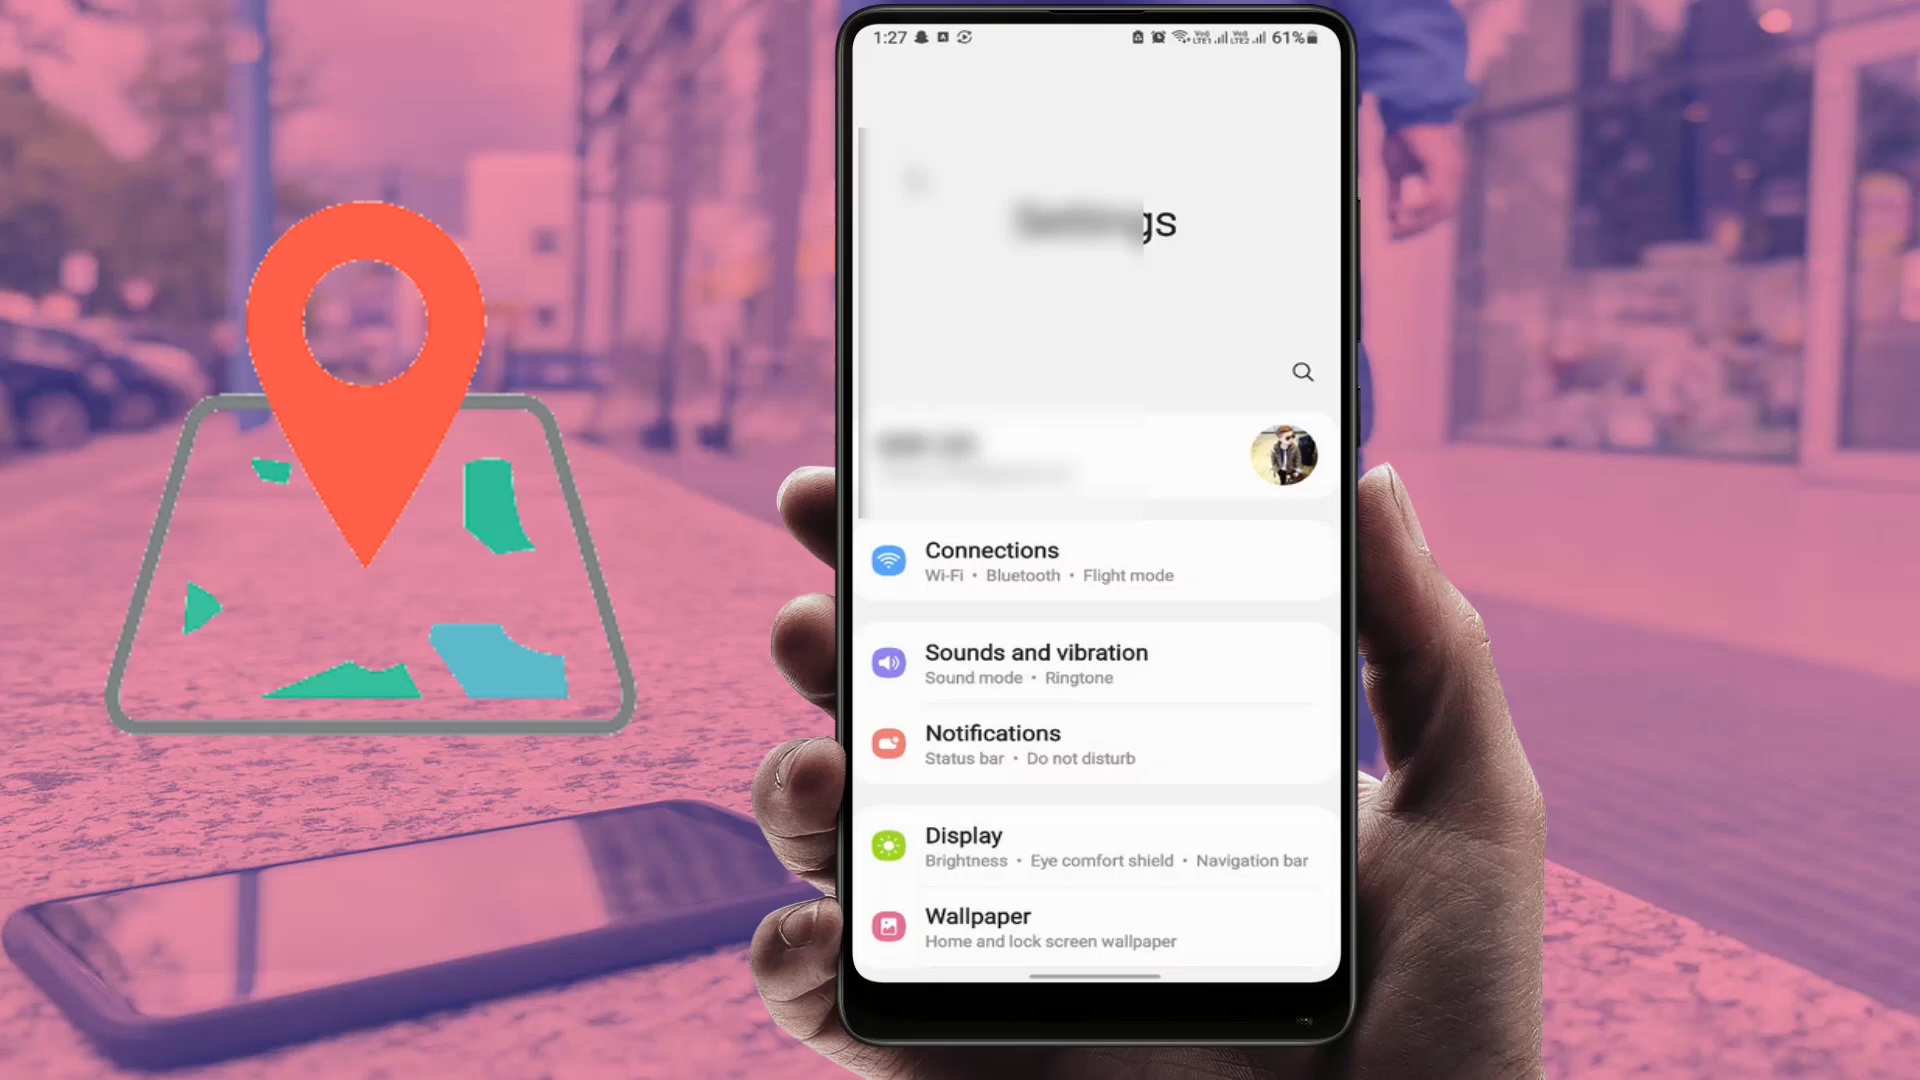 1:27
61%
gs
Connections
Wi-Fi • Bluetooth • Flight mode
Sounds and vibration
Sound mode • Ringtone
Notifications
Status bar • Do not disturb
Display
Brightness • Eye comfort shield • Navigation bar
Wallpaper
Home and lock screen wallpaper